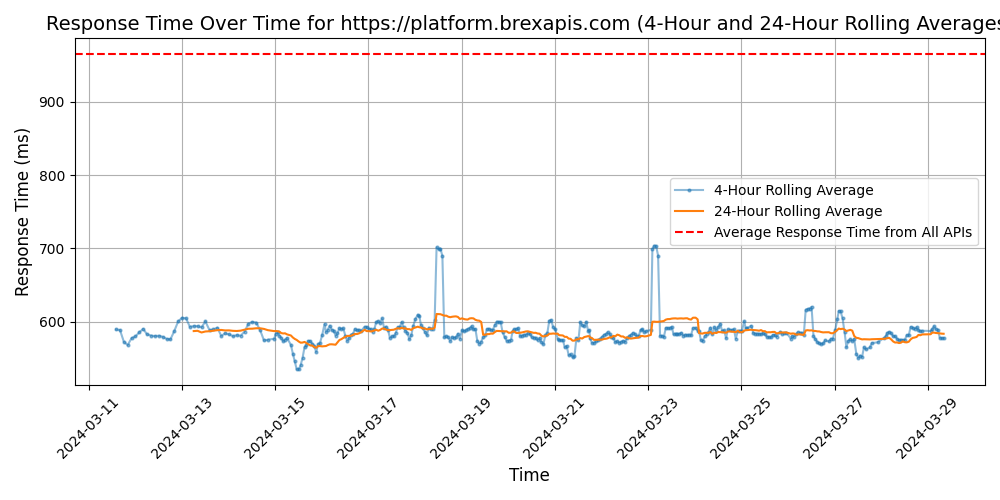 Response Time Over Time for https://platform.brexapis.com (4-Hour and 24-Hour Rolling Averages
Response Time (ms)
900
800
700
600
4-Hour Rolling Average
24-Hour Rolling Average
Average Response Time from All APIs
2024-03-11
2024-03-13
2024-03-15
2024-03-17
2024-03-19
2024-03-21
2024-03-23
2024-03-25
2024-03-27
2024-03-29
Time